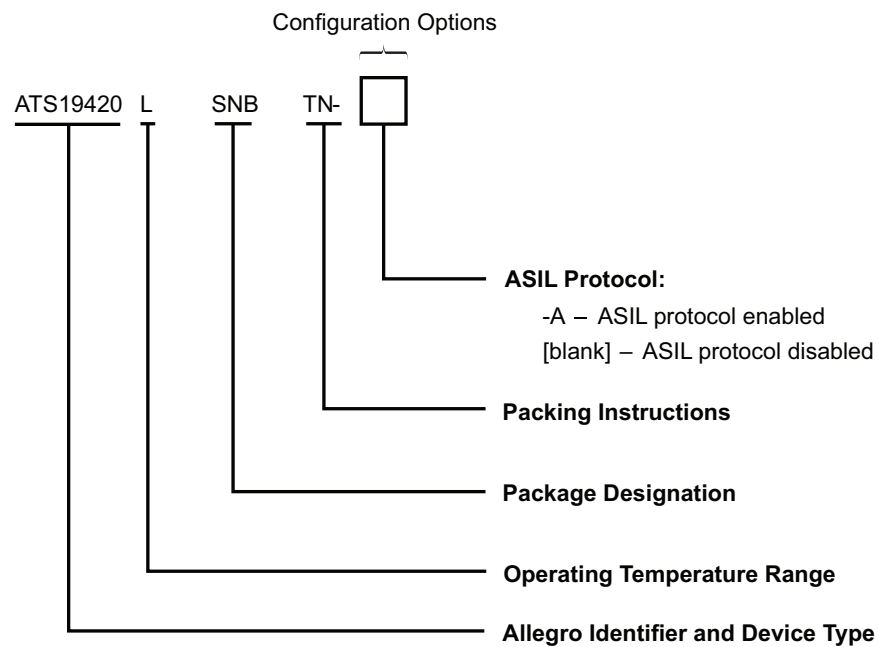 Configuration Options
ATS19420 L SNB TN-
ASIL Protocol:
-A – ASIL protocol enabled
[blank] – ASIL protocol disabled
Packing Instructions
Package Designation
Operating Temperature Range
Allegro Identifier and Device Type